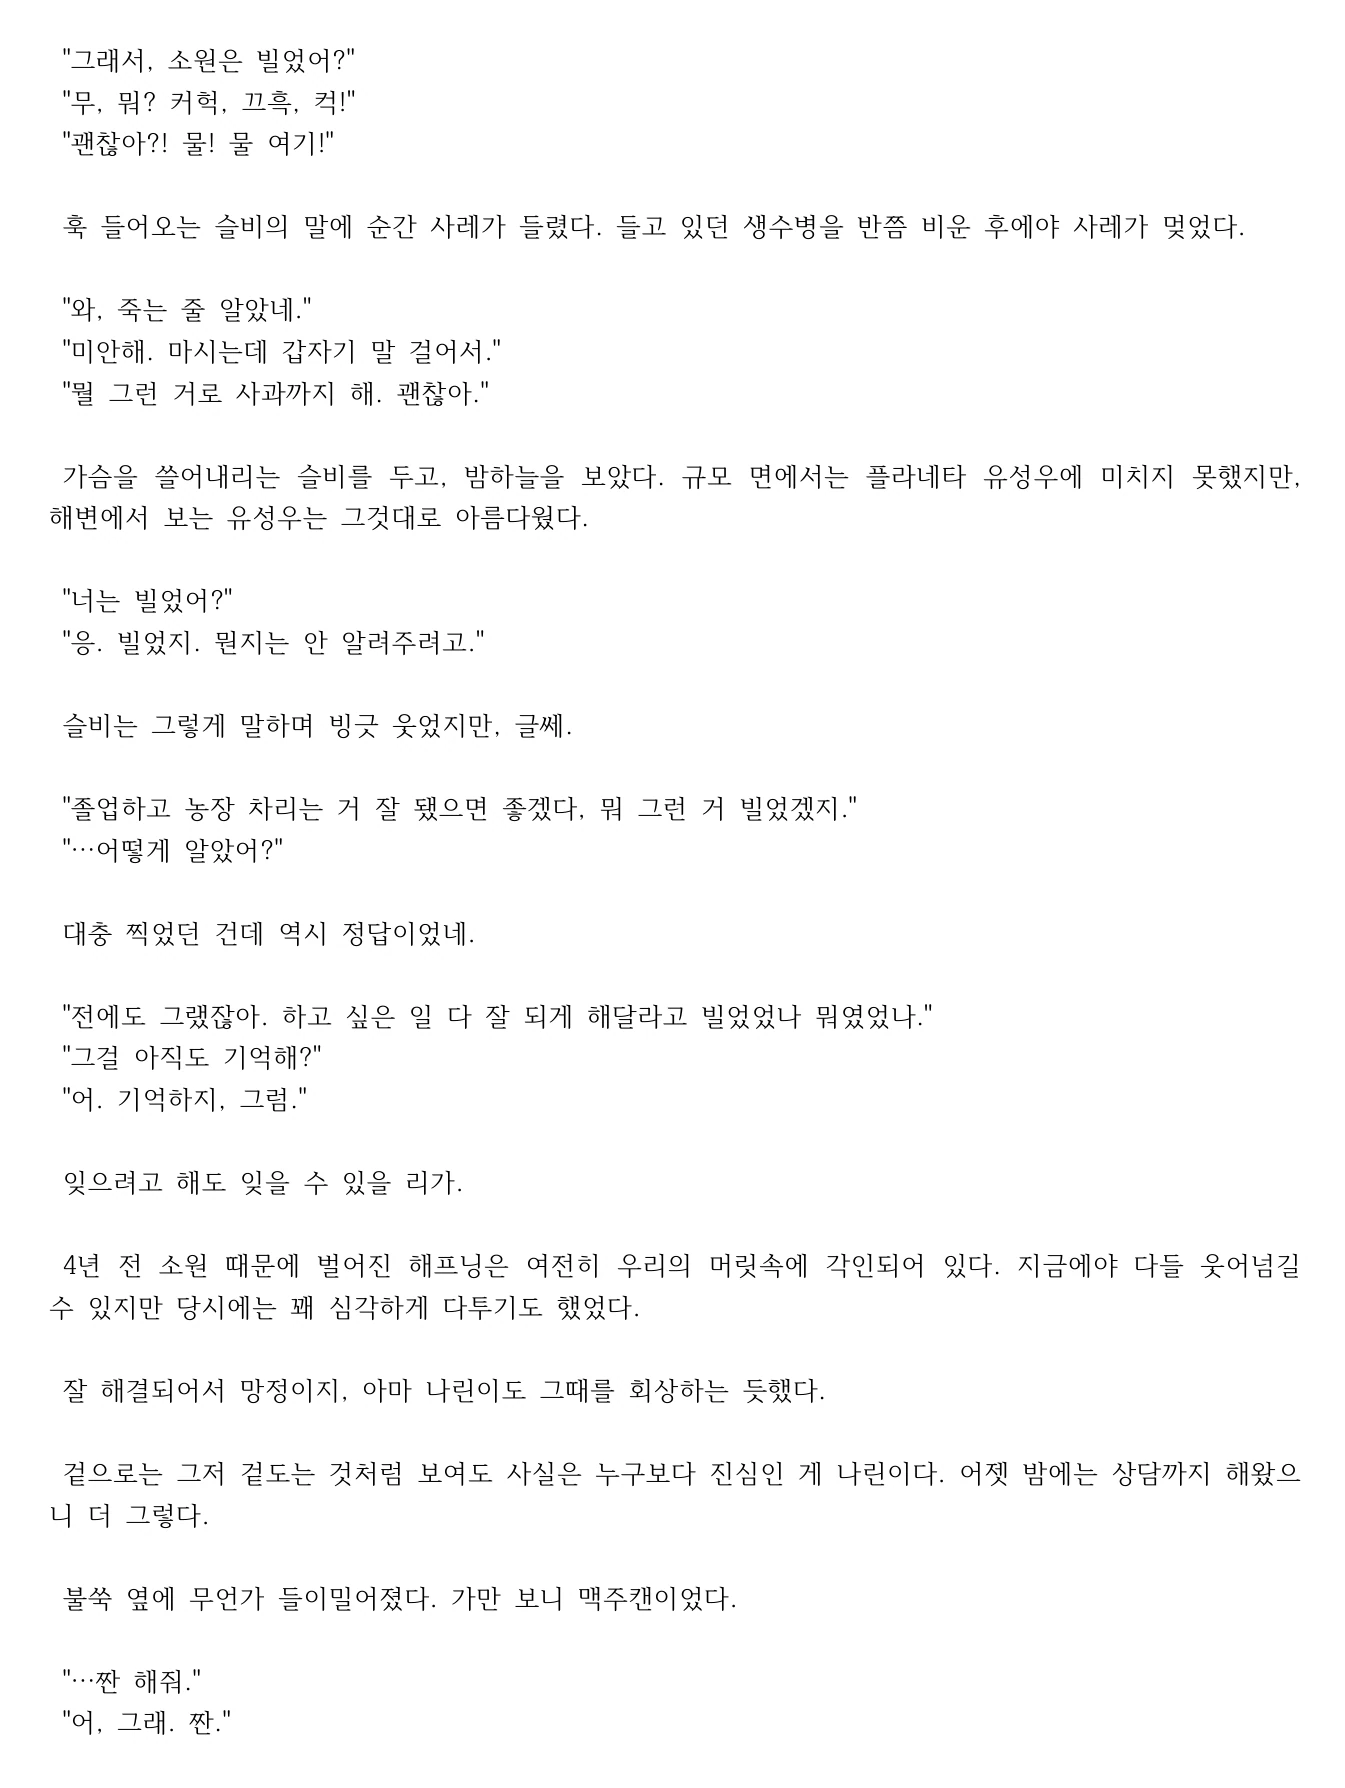 "그래서, 소원은 빌었어?"
"무, 뭐? 커헉, 끄흑, 컥!"
"괜찮아?! 물! 물 여기!"
훅 들어오는 슬비의 말에 순간 사레가 들렸다. 들고 있던 생수병을 반쯤 비운 후에야 사레가 멎었다.
"와, 죽는 줄 알았네."
"미안해. 마시는데 갑자기 말 걸어서."
"뭘 그런 거로 사과까지 해. 괜찮아."
가슴을 쓸어내리는 슬비를 두고, 밤하늘을 보았다. 규모 면에서는 플라네타 유성우에 미치지 못했지만,
해변에서 보는 유성우는 그것대로 아름다웠다.
"너는 빌었어?"
"응. 빌었지. 뭔지는 안 알려주려고."
슬비는 그렇게 말하며 빙긋 웃었지만, 글쎄.
"졸업하고 농장 차리는 거 잘 됐으면 좋겠다, 뭐 그런 거 빌었겠지."
"…어떻게 알았어?"
대충 찍었던 건데 역시 정답이었네.
"전에도 그랬잖아. 하고 싶은 일 다 잘 되게 해달라고 빌었었나 뭐였었나."
"그걸 아직도 기억해?"
"어. 기억하지, 그럼."
잊으려고 해도 잊을 수 있을 리가.
4년 전 소원 때문에 벌어진 해프닝은 여전히 우리의 머릿속에 각인되어 있다. 지금에야 다들 웃어넘길
수 있지만 당시에는 꽤 심각하게 다투기도 했었다.
잘 해결되어서 망정이지, 아마 나린이도 그때를 회상하는 듯했다.
겉으로는 그저 겉도는 것처럼 보여도 사실은 누구보다 진심인 게 나린이다. 어젯 밤에는 상담까지 해왔으
니 더 그렇다.
불쑥 옆에 무언가 들이밀어졌다. 가만 보니 맥주캔이었다.
"…짠 해줘."
"어, 그래. 짠."